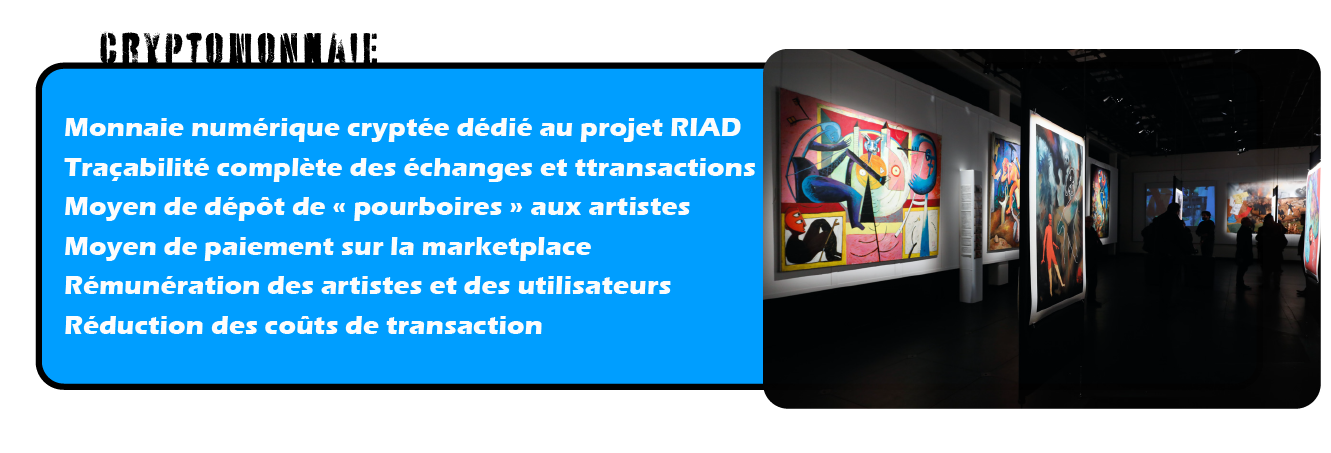 CRYPTOMONNAIE
Monnaie numérique cryptée dédié au projet RIAD
Traçabilité complète des échanges et ttransactions
Moyen de dépôt de « pourboires » aux artistes
Moyen de paiement sur la marketplace
Rémunération des artistes et des utilisateurs
Réduction des coûts de transaction